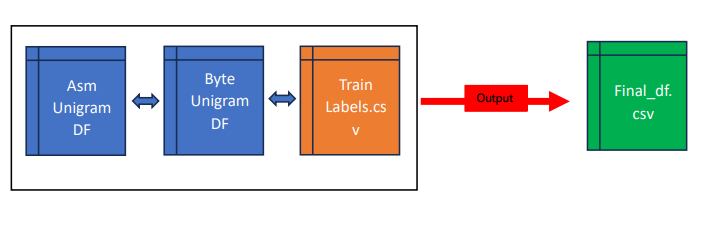 Asm
Unigram
DF
Byte
Unigram
DF
Train
Labels.cs
v
Output
Final_df.
csv